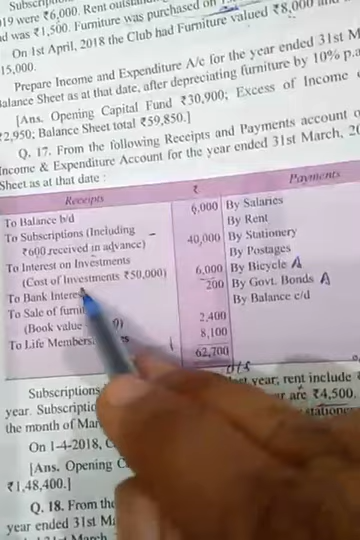 019 were ₹6,000. Rent
d was ₹1,500. Furniture was purchased on
On 1st April, 2018 the Club had Furniture valued ₹8,000 and
15,000.
Prepare Income and Expenditure A/c for the year ended 31st M
alance Sheet as at that date, after depreciating furniture by 10% p.a
[Ans. Opening Capital Fund ₹30,900; Excess of Income
₹2,950; Balance Sheet total ₹59,850.]
Q. 17. From the following Receipts and Payments account o
Income & Expenditure Account for the year ended 31st March, 20
Sheet as at that date :
Receipts ₹ Payments
To Balance b/d 6,000 By Salaries
To Subscriptions (Including By Rent
₹600 received in advance) 40,000 By Stationery
To Interest on Investments By Postages
(Cost of Investments ₹50,000) 6,000 By Bicycle A
To Bank Interest 200 By Govt. Bonds A
To Sale of furni By Balance c/d
(Book value 0) 2,400
To Life Members 8,100
62,700
Subscriptions year, rent include
year. Subscriptio ar are ₹4,500.
the month of Mar stationer
On 1-4-2018, C
[Ans. Opening C
₹1,48,400.]
Q. 18. From the
year ended 31st M
March